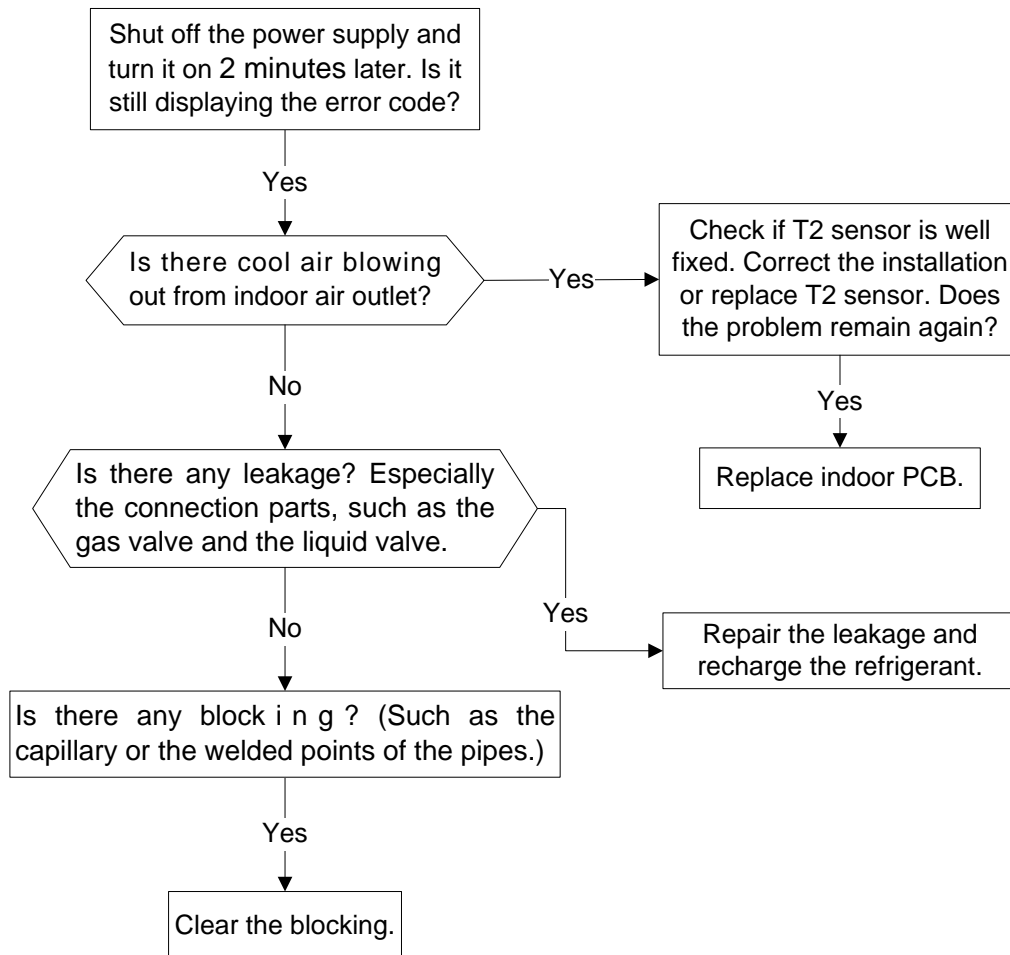 Shut off the power supply and
turn it on 2 minutes later. Is it
still displaying the error code?
Yes
Is there cool air blowing
out from indoor air outlet?
Yes
Check if T2 sensor is well
fixed. Correct the installation
or replace T2 sensor. Does
the problem remain again?
Yes
Replace indoor PCB.
No
Is there any leakage? Especially
the connection parts, such as the
gas valve and the liquid valve.
Yes
Repair the leakage and
recharge the refrigerant.
No
Is there any blocking? (Such as the
capillary or the welded points of the pipes.)
Yes
Clear the blocking.